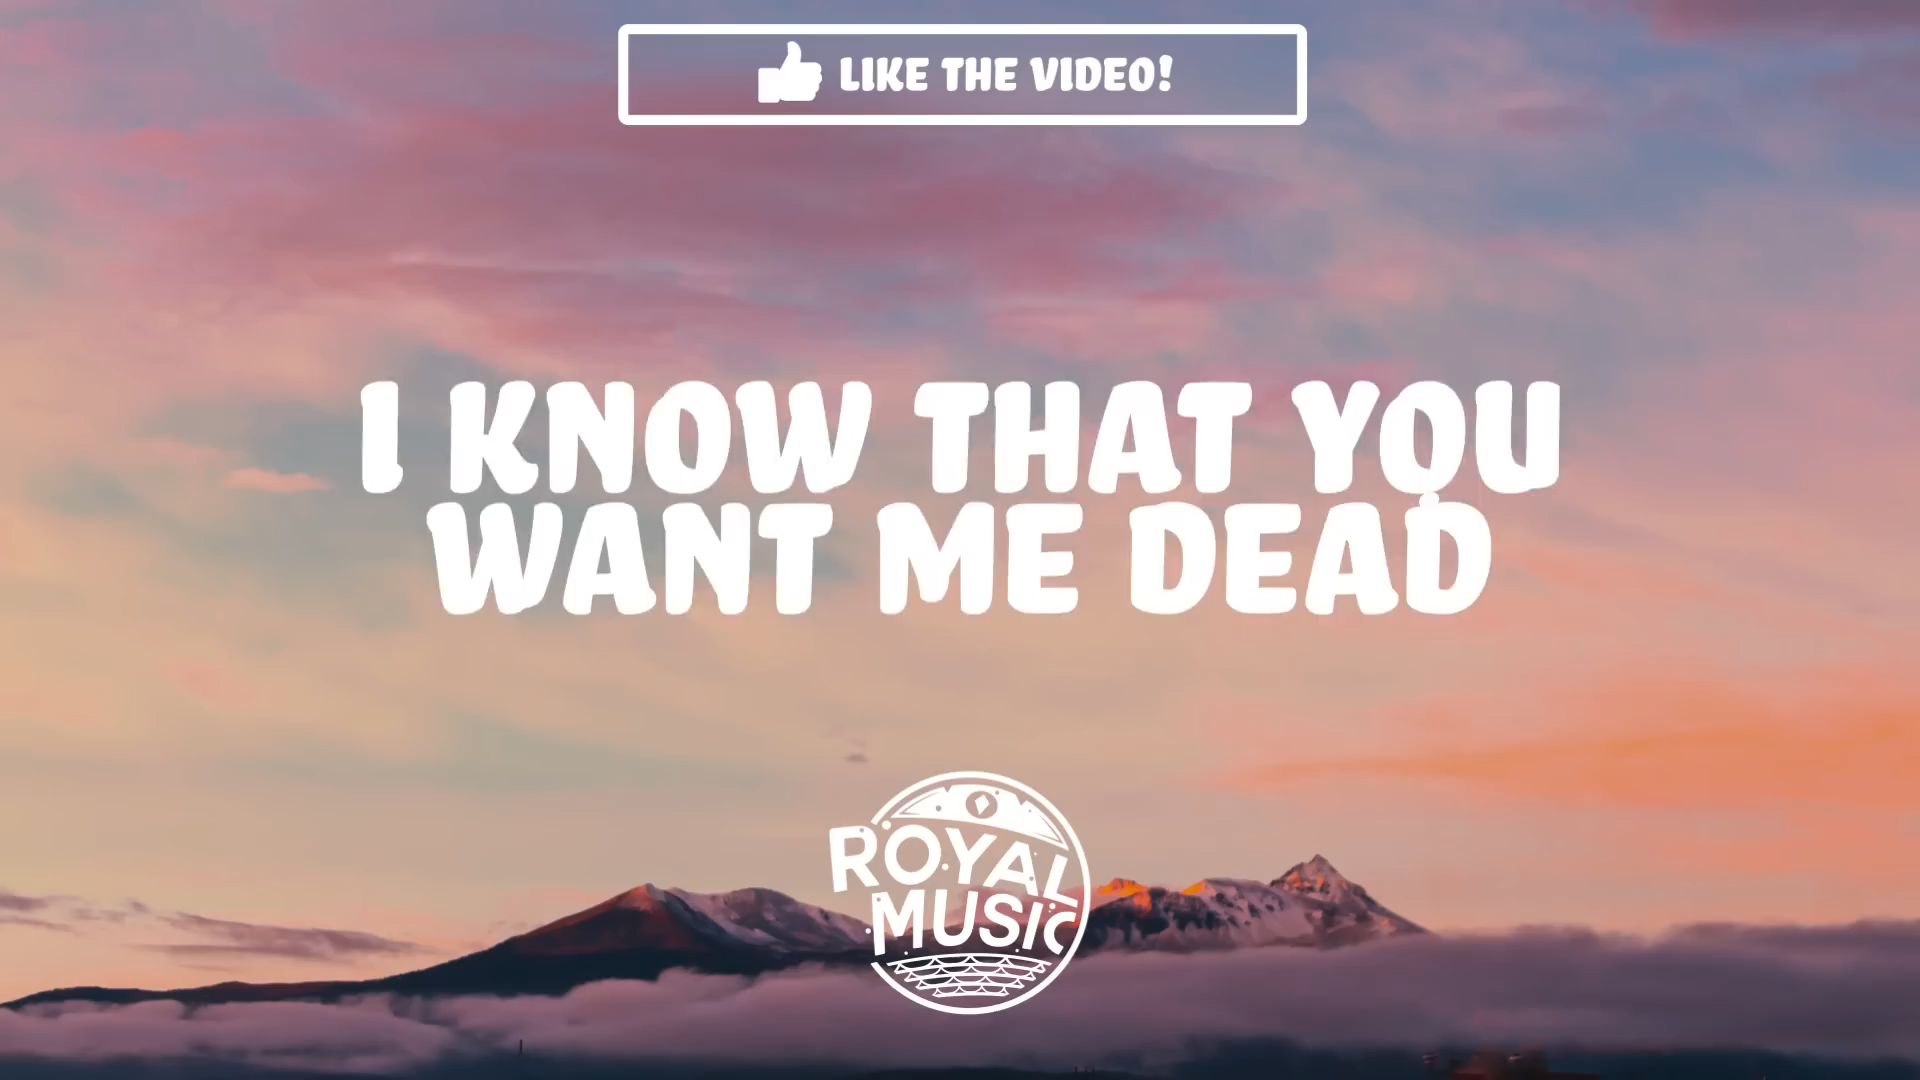 LIKE THE VIDEO!
I KNOW THAT YOU
WANT ME DEAD
ROYAL
MUSIC